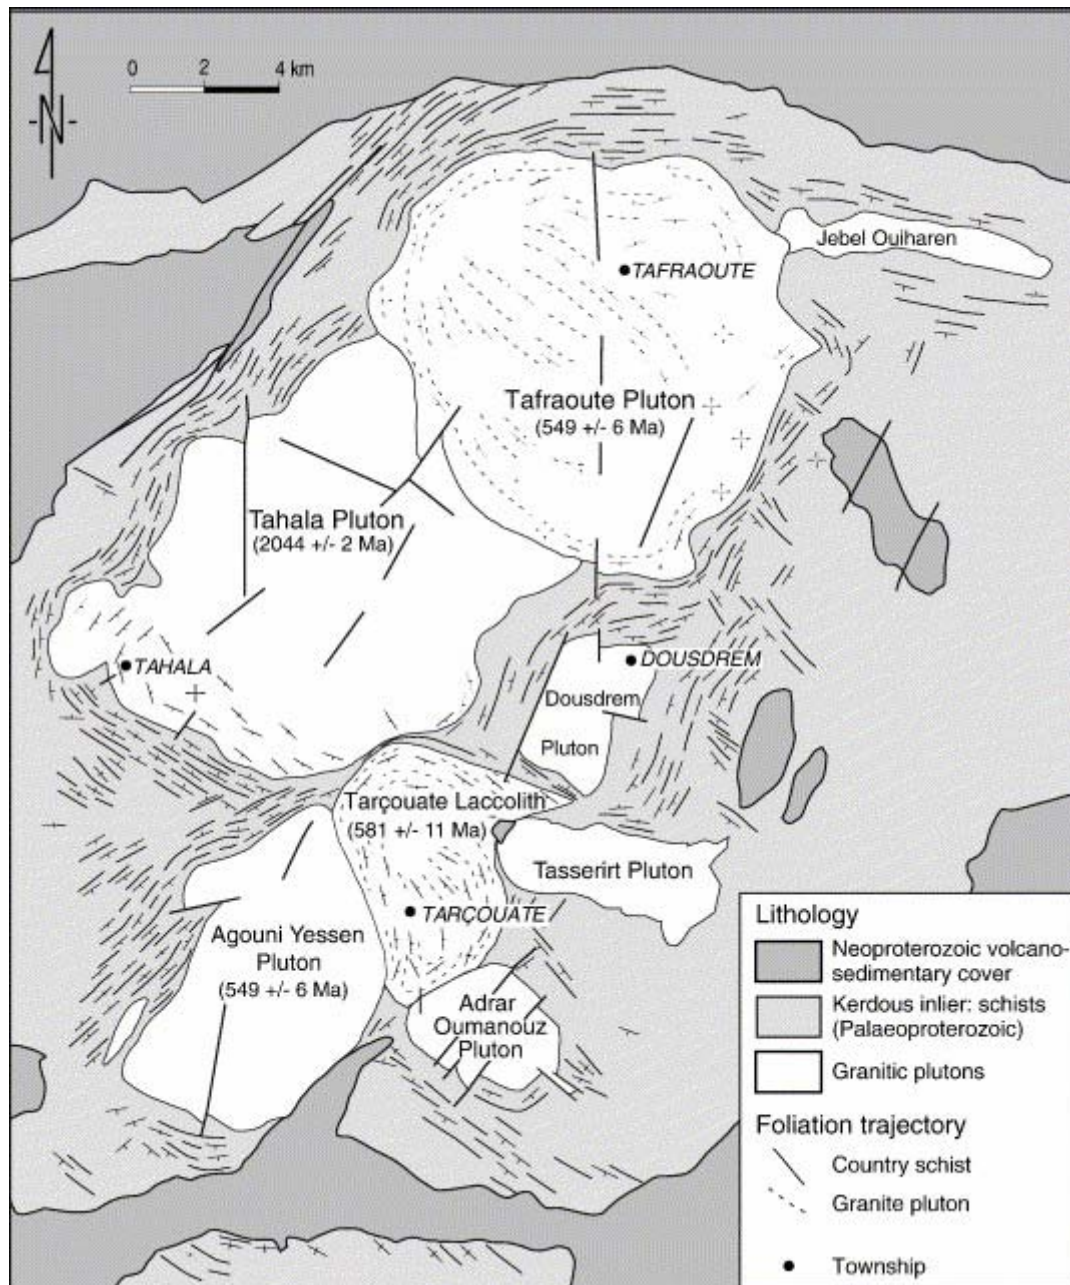 0 2 4 km
N
Jebel Ouiharen
TAFRAOUTE
Tafraoute Pluton
(549 +/- 6 Ma)
Tahala Pluton
(2044 +/- 2 Ma)
TAHALA
DOUSDREM
Dousdrem
Pluton
Tarçouate Laccolith
(581 +/- 11 Ma)
Tasserirt Pluton
TARÇOUATE
Agouni Yessen
Pluton
(549 +/- 6 Ma)
Adrar
Oumanouz
Pluton
Lithology
Neoproterozoic volcano-
sedimentary cover
Kerdous inlier: schists
(Palaeoproterozoic)
Granitic plutons
Foliation trajectory
Country schist
Granite pluton
Township